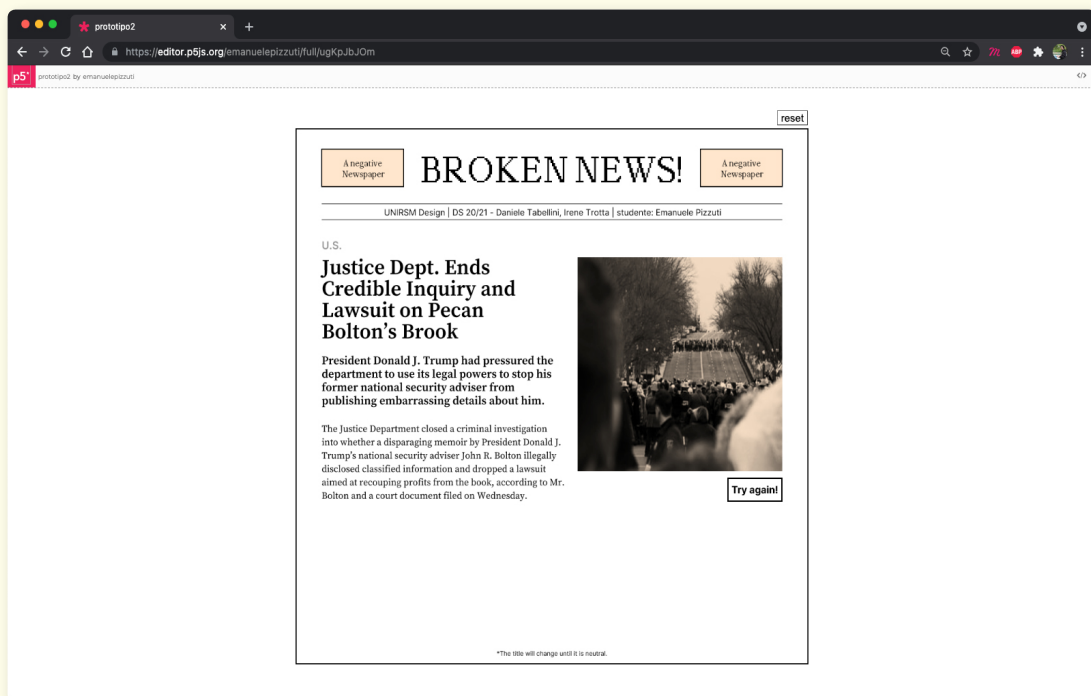 prototipo2
https://editor.p5js.org/emanuelepizzuti/full/ugKpJbJOm
ABP
p5*
prototipo2 by emanuelepizzuti
</>
reset
A negative
Newspaper
BROKEN NEWS!
A negative
Newspaper
UNIRSM Design | DS 20/21 - Daniele Tabellini, Irene Trotta | studente: Emanuele Pizzuti
U.S.
Justice Dept. Ends
Credible Inquiry and
Lawsuit on Pecan
Bolton’s Brook
President Donald J. Trump had pressured the
department to use its legal powers to stop his
former national security adviser from
publishing embarrassing details about him.
The Justice Department closed a criminal investigation
into whether a disparaging memoir by President Donald J.
Trump’s national security adviser John R. Bolton illegally
disclosed classified information and dropped a lawsuit
aimed at recouping profits from the book, according to Mr.
Bolton and a court document filed on Wednesday.
Try again!
*The title will change until it is neutral.